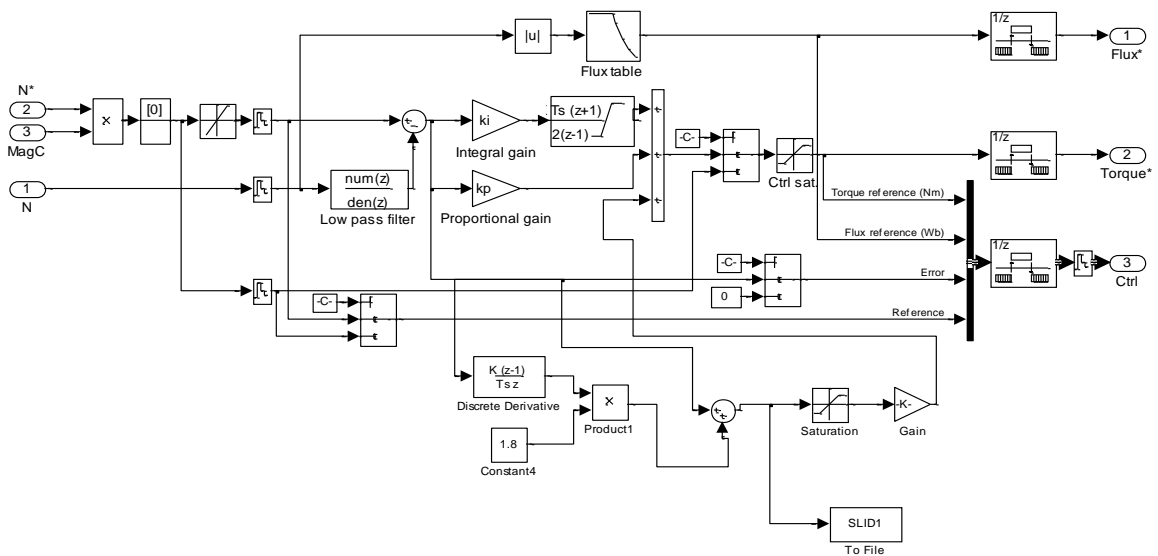 1/z
1
Flux*
|u|
Flux table
N*
2
3
MagC
×
[0]
Ts (z+1)
2(z-1)
ki
Integral gain
-C-
Ctrl sat.
1/z
2
Torque*
1
N
num(z)
den(z)
Low pass filter
kp
Proportional gain
Torque reference (Nm)
Flux reference (Wb)
1/z
3
Ctrl
-C-
0
Error
-C-
Reference
K (z-1)
Ts z
Discrete Derivative
×
Product1
1.8
Constant4
Saturation
-K-
Gain
SLID1
To File